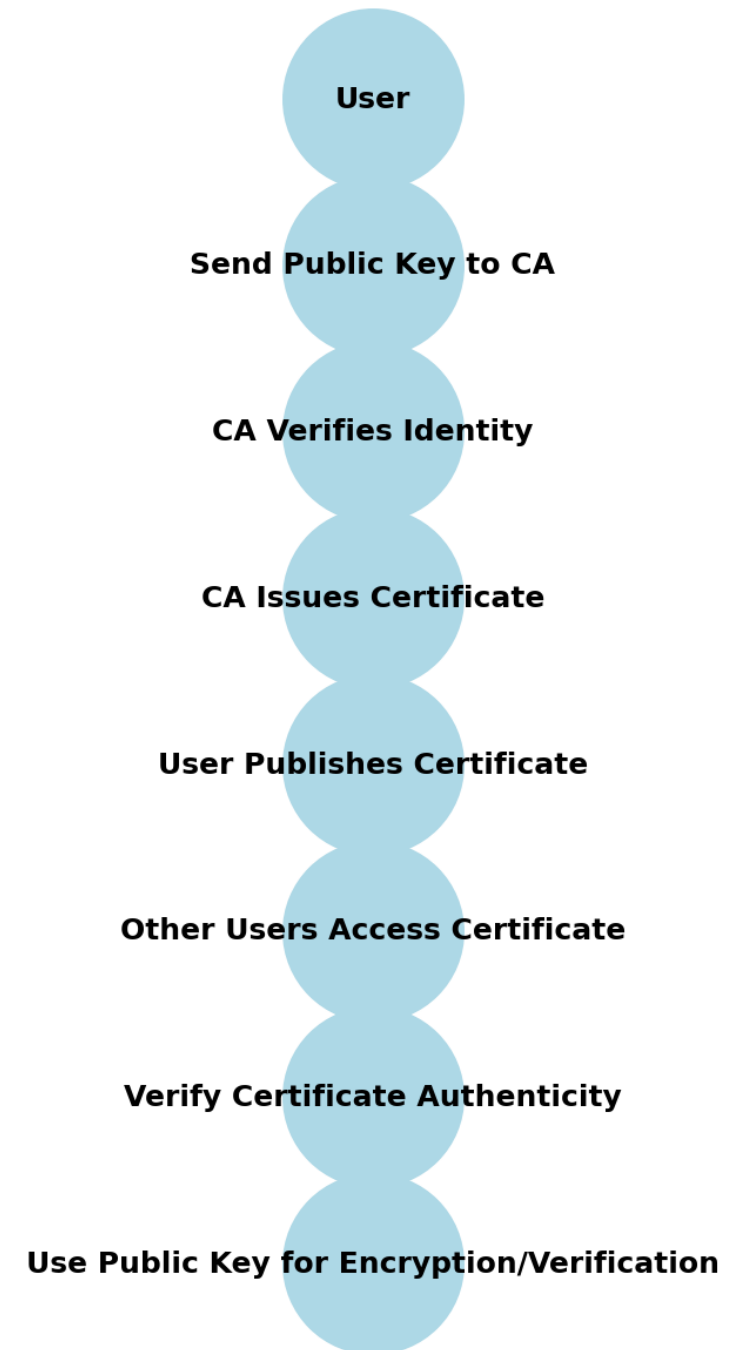 User
Send Public Key to CA
CA Verifies Identity
CA Issues Certificate
User Publishes Certificate
Other Users Access Certificate
Verify Certificate Authenticity
Use Public Key for Encryption/Verification